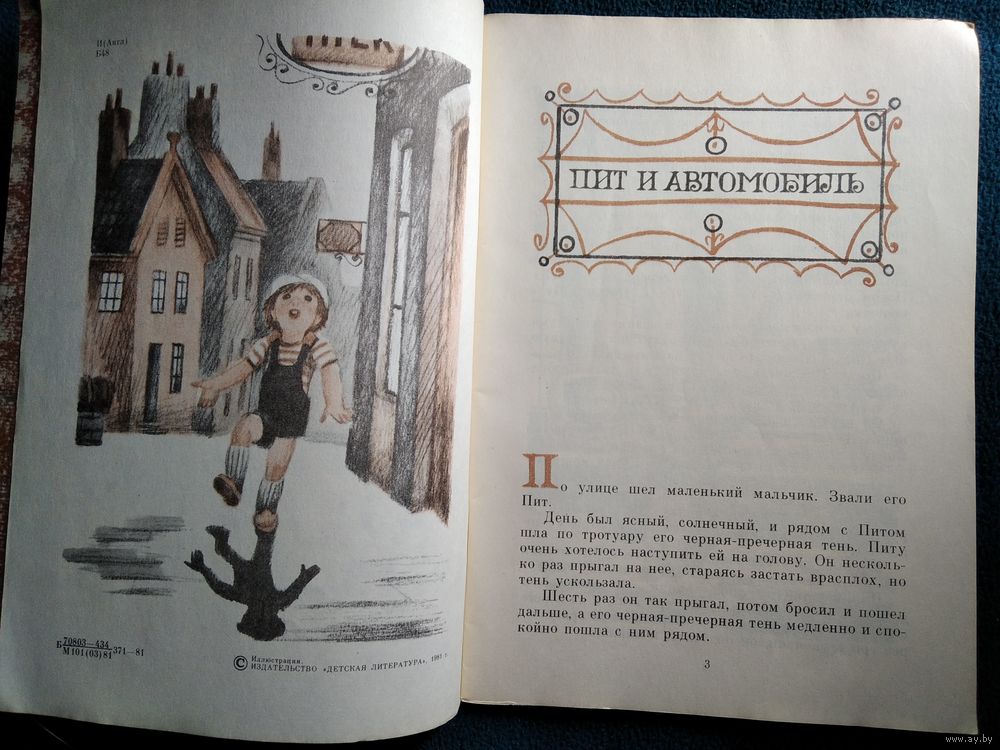 И(Англ)
Б48
Б 70803—434 371—81
М101(03)81
© Иллюстрации.
ИЗДАТЕЛЬСТВО «ДЕТСКАЯ ЛИТЕРАТУРА», 1981 г.
ПИТ И АВТОМОБИЛЬ
По улице шел маленький мальчик. Звали его
Пит.
День был ясный, солнечный, и рядом с Питом
шла по тротуару его черная-пречерная тень. Питу
очень хотелось наступить ей на голову. Он несколь-
ко раз прыгал на нее, стараясь застать врасплох, но
тень ускользала.
Шесть раз он так прыгал, потом бросил и пошел
дальше, а его черная-пречерная тень медленно и спо-
койно пошла с ним рядом.
3
www.ay.by